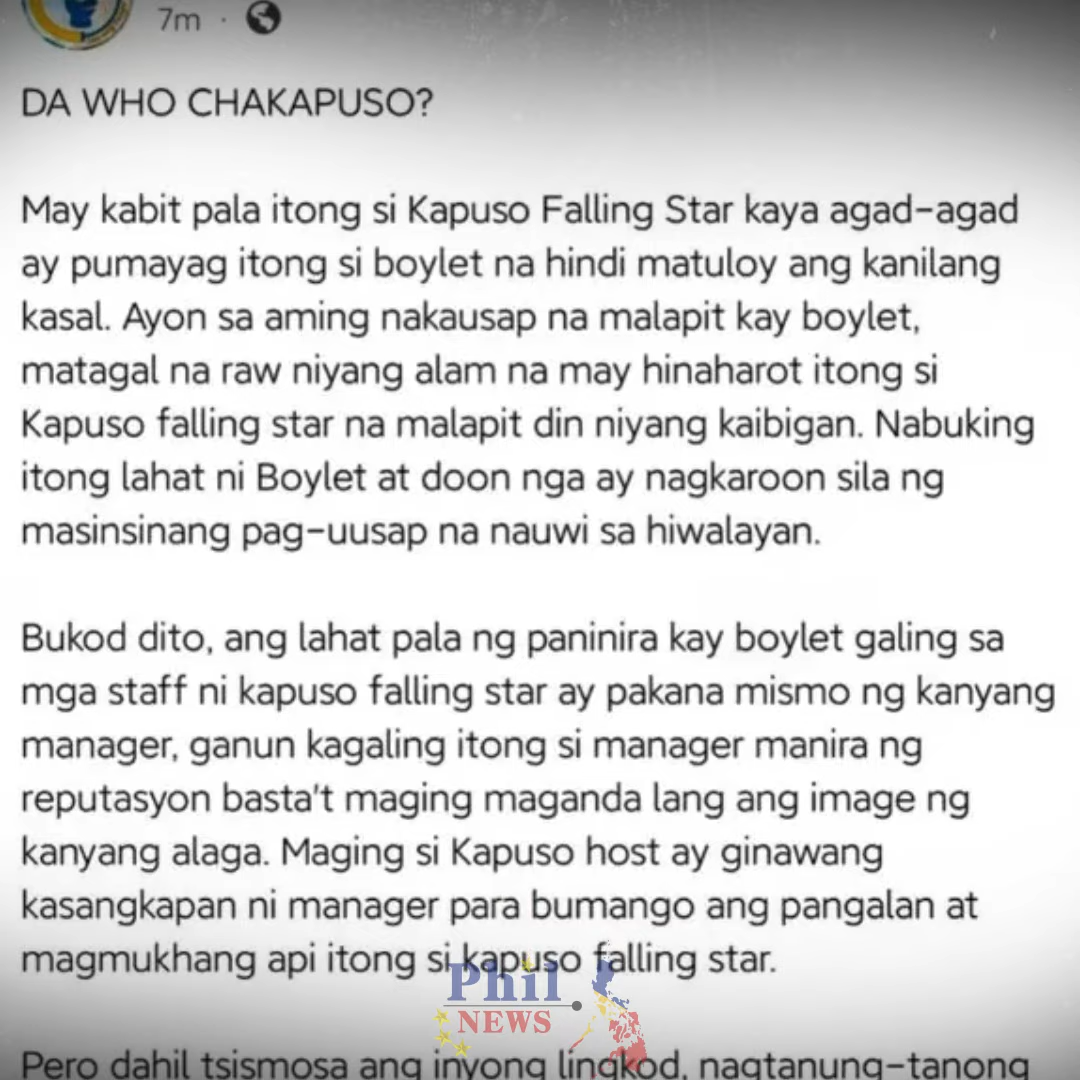 7m ·
DA WHO CHAKAPUSO?
May kabit pala itong si Kapuso Falling Star kaya agad-agad
ay pumayag itong si boylet na hindi matuloy ang kanilang
kasal. Ayon sa aming nakausap na malapit kay boylet,
matagal na raw niyang alam na may hinaharot itong si
Kapuso falling star na malapit din niyang kaibigan. Nabuking
itong lahat ni Boylet at doon nga ay nagkaroon sila ng
masinsinang pag-uusap na nauwi sa hiwalayan.
Bukod dito, ang lahat pala ng paninira kay boylet galing sa
mga staff ni kapuso falling star ay pakana mismo ng kanyang
manager, ganun kagaling itong si manager manira ng
reputasyon basta't maging maganda lang ang image ng
kanyang alaga. Maging si Kapuso host ay ginawang
kasangkapan ni manager para bumango ang pangalan at
magmukhang api itong si kapuso falling star.
Phil
NEWS
Pero dahil tsismosa ang inyong lingkod, nagtanung-tanong